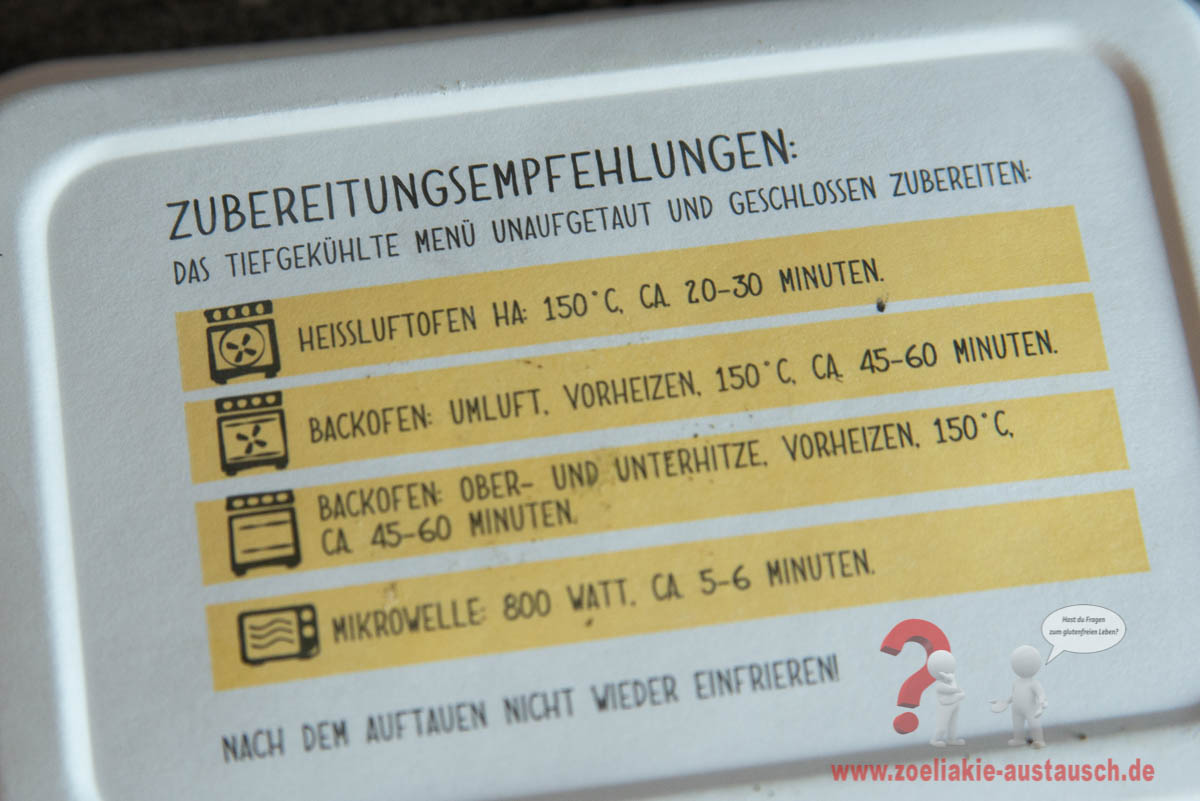 ZUBEREITUNGSEMPFEHLUNGEN:
DAS TIEFGEKÜHLTE MENÜ UNAUFGETAUT UND GESCHLOSSEN ZUBEREITEN:
HEISSLUFTOFEN HA: 150°C, CA. 20-30 MINUTEN.
BACKOFEN: UMLUFT, VORHEIZEN, 150°C, CA. 45-60 MINUTEN.
BACKOFEN: OBER- UND UNTERHITZE, VORHEIZEN, 150°C,
CA. 45-60 MINUTEN.
MIKROWELLE: 800 WATT, CA. 5-6 MINUTEN.
NACH DEM AUFTAUEN NICHT WIEDER EINFRIEREN!
Hast du Fragen
zum glutenfreien Leben?
?
www.zoeliakie-austausch.de